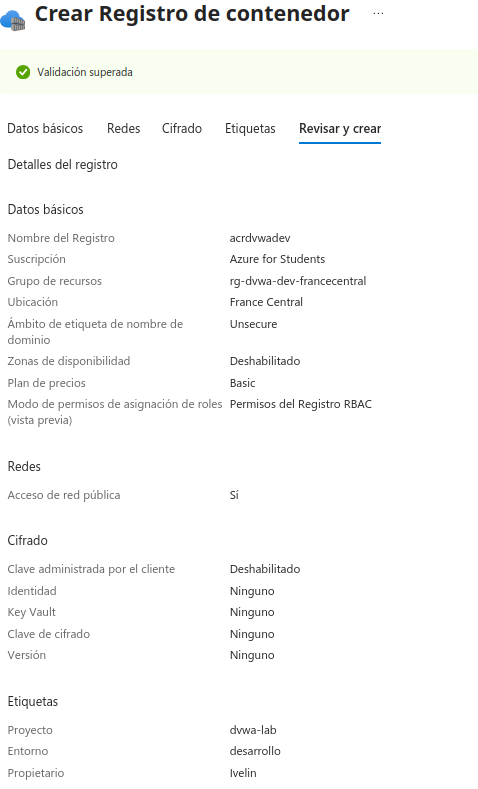 Crear Registro de contenedor ...
Validación superada
Datos básicos Redes Cifrado Etiquetas Revisar y crear
Detalles del registro
Datos básicos
Nombre del Registro acrdvwadev
Suscripción Azure for Students
Grupo de recursos rg-dvwa-dev-francecentral
Ubicación France Central
Ámbito de etiqueta de nombre de Unsecure
dominio
Zonas de disponibilidad Deshabilitado
Plan de precios Basic
Modo de permisos de asignación de roles Permisos del Registro RBAC
(vista previa)
Redes
Acceso de red pública Sí
Cifrado
Clave administrada por el cliente Deshabilitado
Identidad Ninguno
Key Vault Ninguno
Clave de cifrado Ninguno
Versión Ninguno
Etiquetas
Proyecto dvwa-lab
Entorno desarrollo
Propietario Ivelin